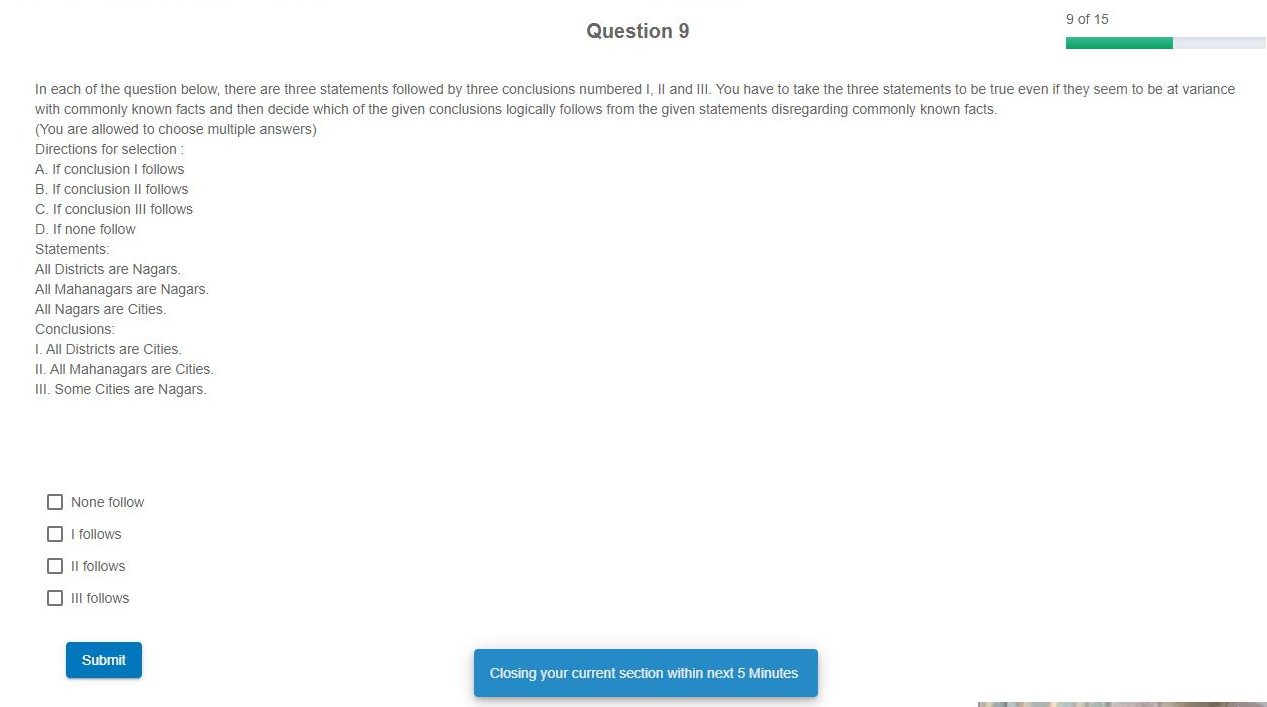 Question 9
9 of 15
In each of the question below, there are three statements followed by three conclusions numbered I, II and III. You have to take the three statements to be true even if they seem to be at variance
with commonly known facts and then decide which of the given conclusions logically follows from the given statements disregarding commonly known facts.
(You are allowed to choose multiple answers)
Directions for selection :
A. If conclusion I follows
B. If conclusion II follows
C. If conclusion III follows
D. If none follow
Statements:
All Districts are Nagars.
All Mahanagars are Nagars.
All Nagars are Cities.
Conclusions:
I. All Districts are Cities.
II. All Mahanagars are Cities.
III. Some Cities are Nagars.
None follow
I follows
II follows
III follows
Submit
Closing your current section within next 5 Minutes